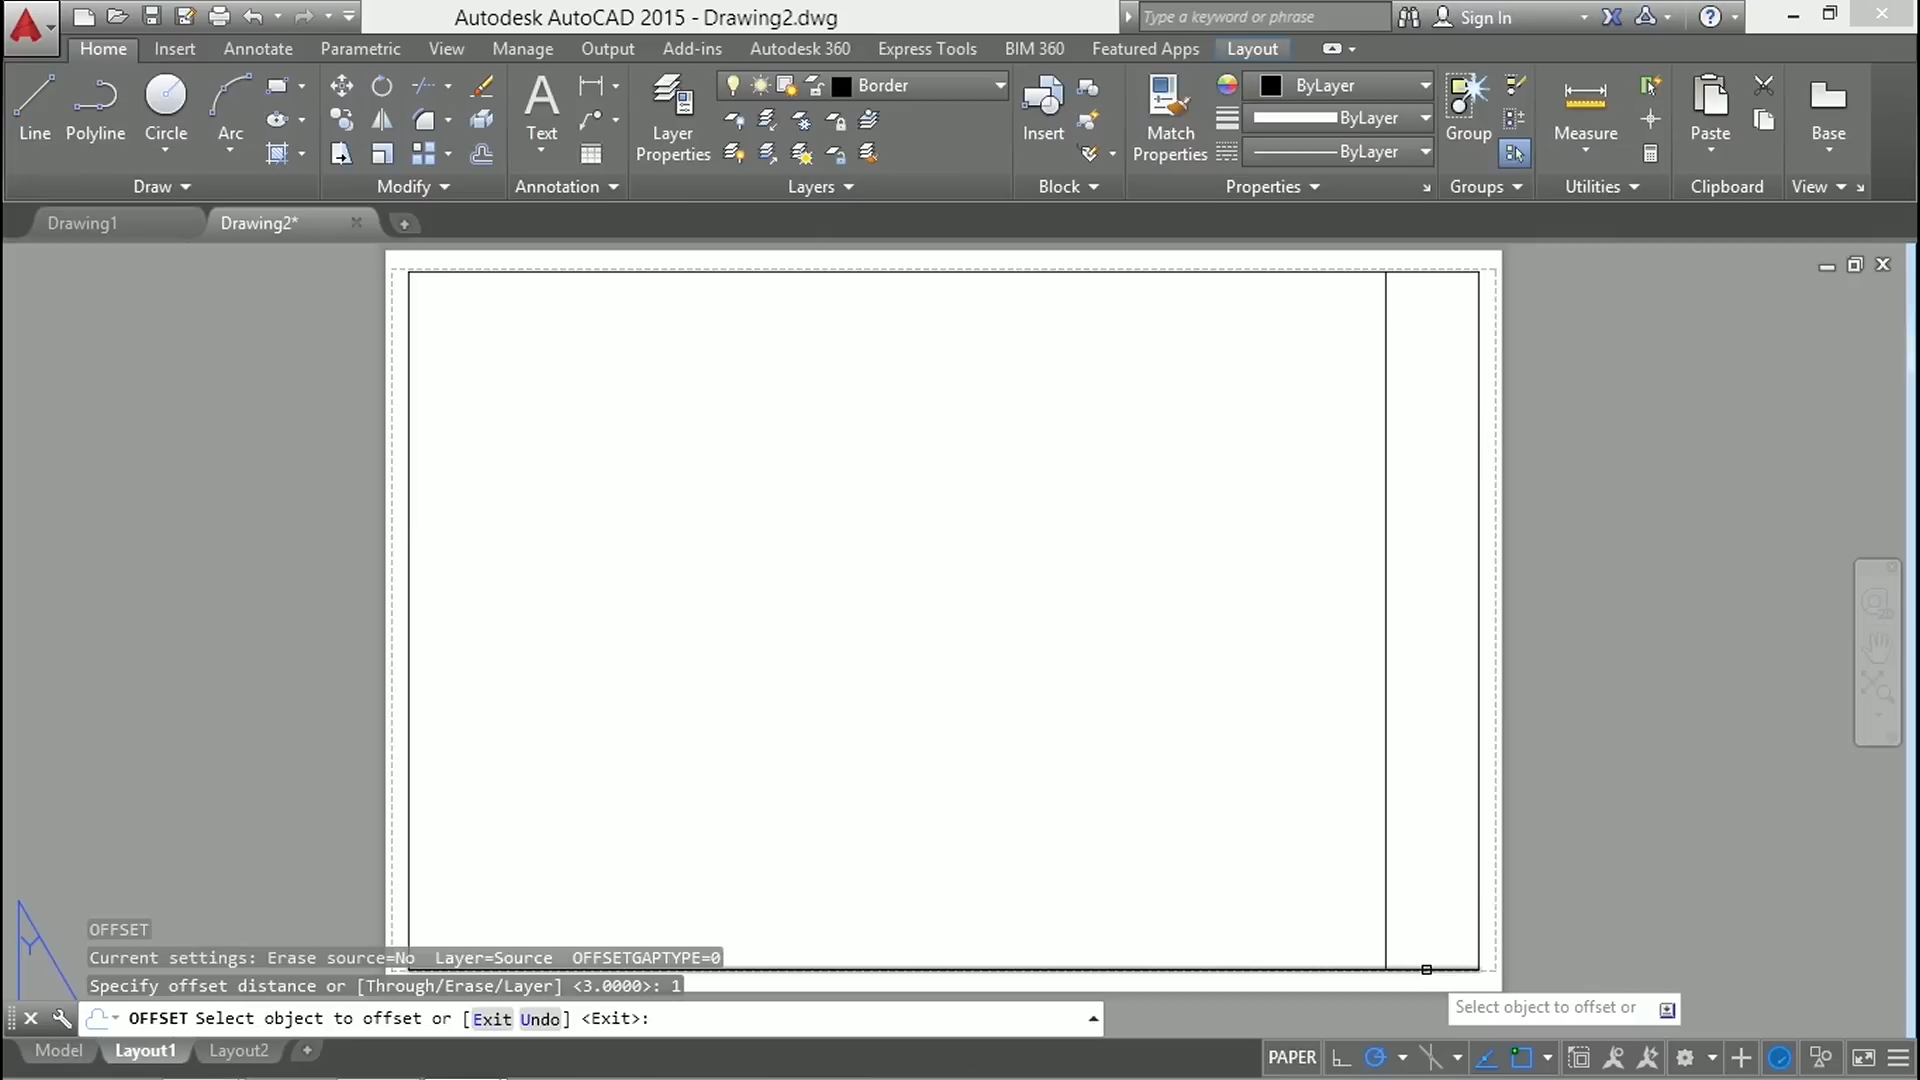 Autodesk AutoCAD 2015 - Drawing2.dwg
Type a keyword or phrase
Sign In
Home Insert Annotate Parametric View Manage Output Add-ins Autodesk 360 Express Tools BIM 360 Featured Apps Layout
Line Polyline Circle Arc
Text
Layer Properties
Border
Insert
Match Properties
ByLayer
ByLayer
ByLayer
Group
Measure
Paste
Base
Draw Modify Annotation Layers Block Properties Groups Utilities Clipboard View
Drawing1 Drawing2*
Y
OFFSET
Current settings: Erase source=No Layer=Source OFFSETGAPTYPE=0
Specify offset distance or [Through/Erase/Layer] <3.0000>: 1
OFFSET Select object to offset or [Exit Undo] <Exit>:
Select object to offset or
Model Layout1 Layout2
PAPER